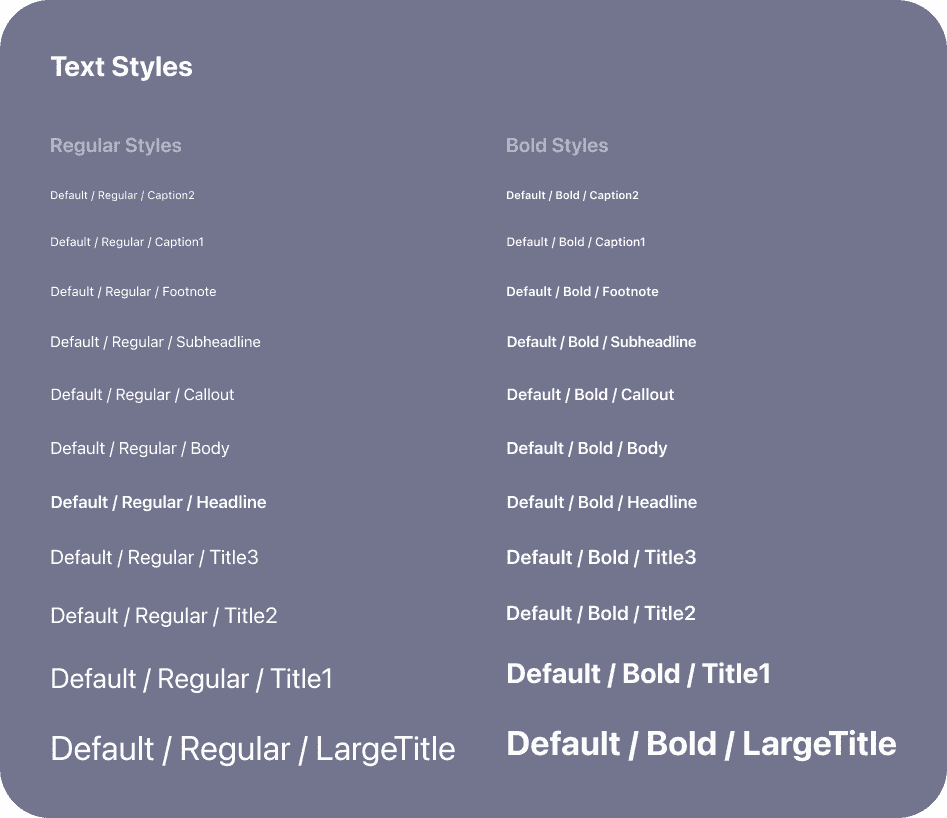 Text Styles
Regular Styles
Default / Regular / Caption2
Default / Regular / Caption1
Default / Regular / Footnote
Default / Regular / Subheadline
Default / Regular / Callout
Default / Regular / Body
Default / Regular / Headline
Default / Regular / Title3
Default / Regular / Title2
Default / Regular / Title1
Default / Regular / LargeTitle
Bold Styles
Default / Bold / Caption2
Default / Bold / Caption1
Default / Bold / Footnote
Default / Bold / Subheadline
Default / Bold / Callout
Default / Bold / Body
Default / Bold / Headline
Default / Bold / Title3
Default / Bold / Title2
Default / Bold / Title1
Default / Bold / LargeTitle